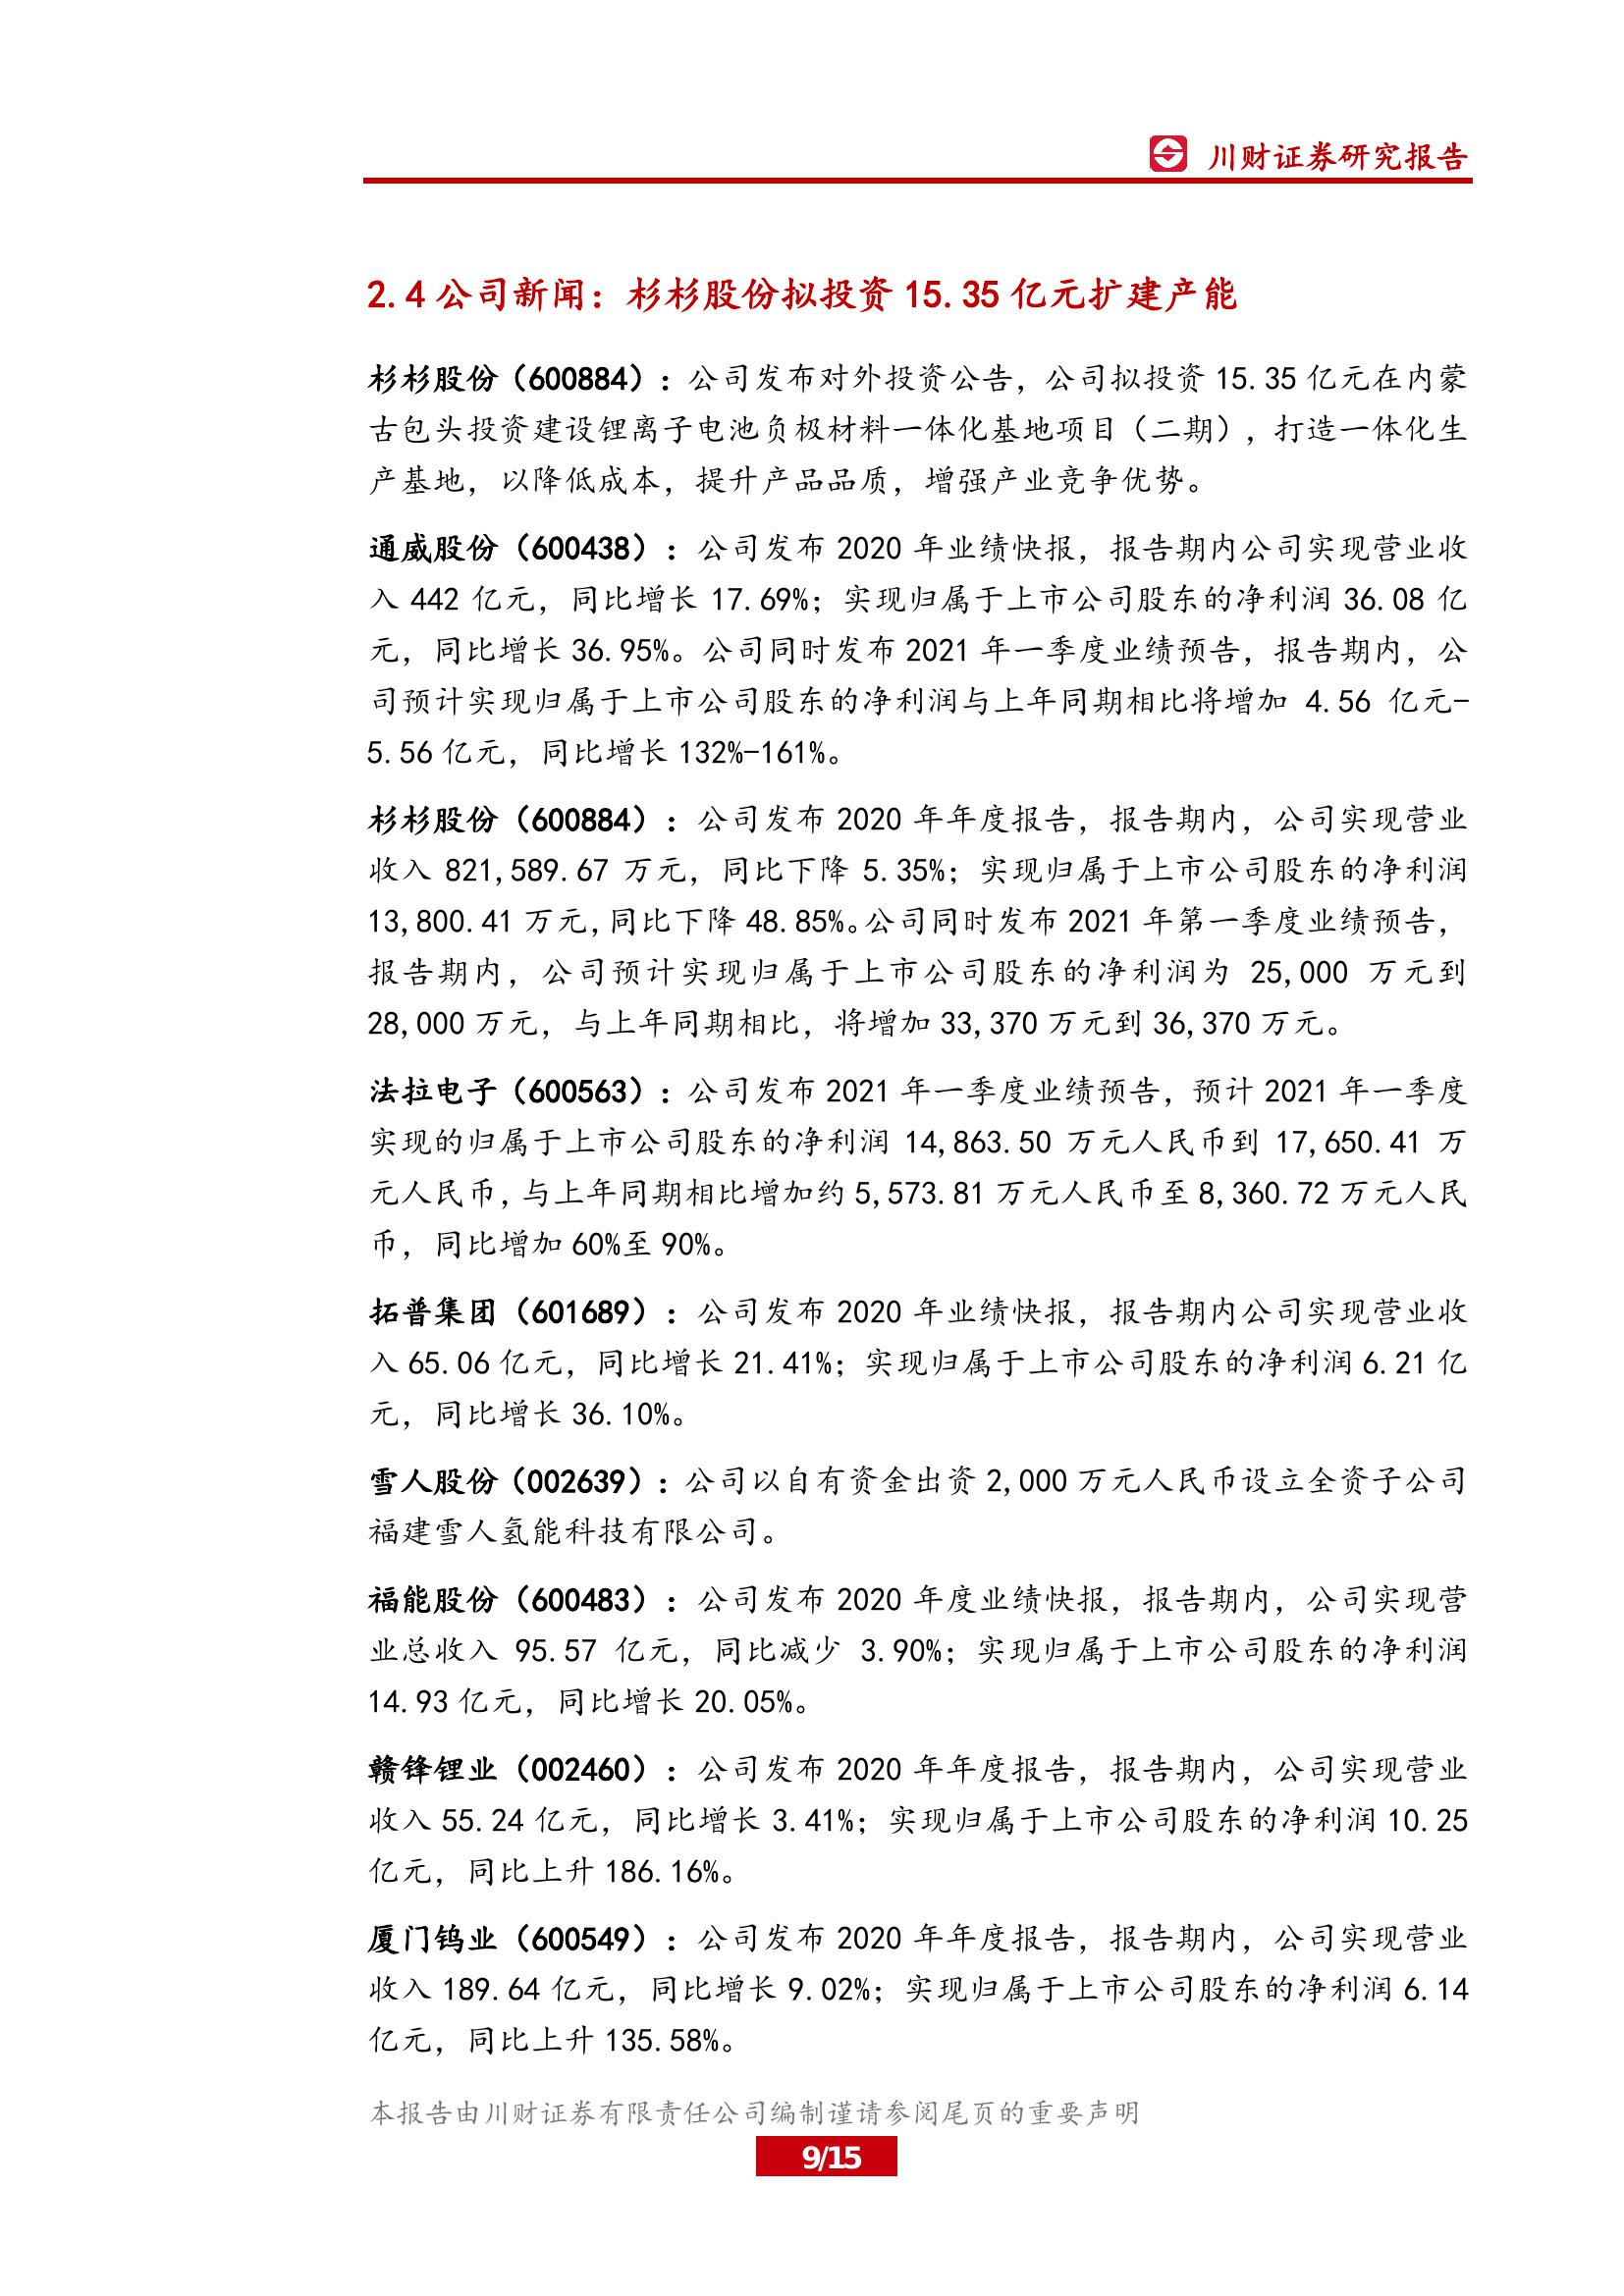 川财证券研究报告
2.4 公司新闻：杉杉股份拟投资 15.35 亿元扩建产能
杉杉股份（600884）：公司发布对外投资公告，公司拟投资 15.35 亿元在内蒙
古包头投资建设锂离子电池负极材料一体化基地项目（二期），打造一体化生
产基地，以降低成本，提升产品品质，增强产业竞争优势。
通威股份（600438）：公司发布 2020 年业绩快报，报告期内公司实现营业收
入 442 亿元，同比增长 17.69%；实现归属于上市公司股东的净利润 36.08 亿
元，同比增长 36.95%。公司同时发布 2021 年一季度业绩预告，报告期内，公
司预计实现归属于上市公司股东的净利润与上年同期相比将增加 4.56 亿元-
5.56 亿元，同比增长 132%-161%。
杉杉股份（600884）：公司发布 2020 年年度报告，报告期内，公司实现营业
收入 821,589.67 万元，同比下降 5.35%；实现归属于上市公司股东的净利润
13,800.41 万元,同比下降 48.85%。公司同时发布 2021 年第一季度业绩预告，
报告期内，公司预计实现归属于上市公司股东的净利润为 25,000 万元到
28,000 万元，与上年同期相比，将增加 33,370 万元到 36,370 万元。
法拉电子（600563）：公司发布 2021 年一季度业绩预告，预计 2021 年一季度
实现的归属于上市公司股东的净利润 14,863.50 万元人民币到 17,650.41 万
元人民币,与上年同期相比增加约 5,573.81 万元人民币至 8,360.72 万元人民
币，同比增加 60%至 90%。
拓普集团（601689）：公司发布 2020 年业绩快报，报告期内公司实现营业收
入 65.06 亿元，同比增长 21.41%；实现归属于上市公司股东的净利润 6.21 亿
元，同比增长 36.10%。
雪人股份（002639）：公司以自有资金出资 2,000 万元人民币设立全资子公司
福建雪人氢能科技有限公司。
福能股份（600483）：公司发布 2020 年度业绩快报，报告期内，公司实现营
业总收入 95.57 亿元，同比减少 3.90%；实现归属于上市公司股东的净利润
14.93 亿元，同比增长 20.05%。
赣锋锂业（002460）：公司发布 2020 年年度报告，报告期内，公司实现营业
收入 55.24 亿元，同比增长 3.41%；实现归属于上市公司股东的净利润 10.25
亿元，同比上升 186.16%。
厦门钨业（600549）：公司发布 2020 年年度报告，报告期内，公司实现营业
收入 189.64 亿元，同比增长 9.02%；实现归属于上市公司股东的净利润 6.14
亿元，同比上升 135.58%。
本报告由川财证券有限责任公司编制谨请参阅尾页的重要声明
9/15